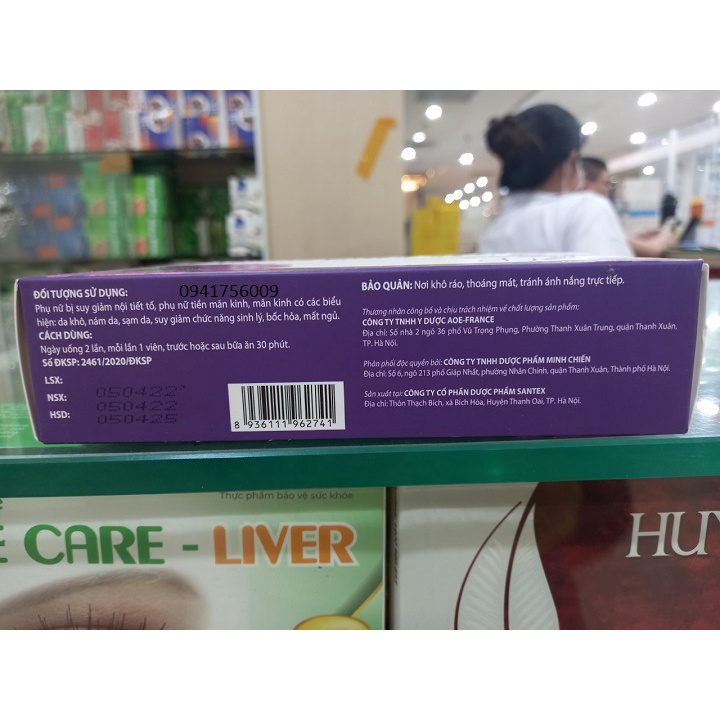 0941756009
ĐỐI TƯỢNG SỬ DỤNG:
Phụ nữ bị suy giảm nội tiết tố, phụ nữ tiền mãn kinh, mãn kinh có các biểu
hiện: da khô, nám da, sạm da, suy giảm chức năng sinh lý, bốc hỏa, mất ngủ.
CÁCH DÙNG:
Ngày uống 2 lần, mỗi lần 1 viên, trước hoặc sau bữa ăn 30 phút.
Số ĐKSP: 2461/2020/ĐKSP
LSX: 050422
NSX: 050422
HSD: 050425
8 936111 962741
BẢO QUẢN: Nơi khô ráo, thoáng mát, tránh ánh nắng trực tiếp.
Thương nhân công bố và chịu trách nhiệm về chất lượng sản phẩm:
CÔNG TY TNHH Y DƯỢC AOE-FRANCE
Địa chỉ: Số nhà 2 ngõ 36 phố Vũ Trọng Phụng, Phường Thanh Xuân Trung, quận Thanh Xuân,
TP. Hà Nội.
Phân phối độc quyền bởi: CÔNG TY TNHH DƯỢC PHẨM MINH CHIẾN
Địa chỉ: Số 6, ngõ 213 phố Giáp Nhất, phường Nhân Chính, quận Thanh Xuân, Thành phố Hà Nội.
Sản xuất tại: CÔNG TY CỔ PHẦN DƯỢC PHẨM SANTEX
Địa chỉ: Thôn Thạch Bích, xã Bích Hòa, Huyện Thanh Oai, TP. Hà Nội.
Thực phẩm bảo vệ sức khỏe
CARE - LIVER
HUY